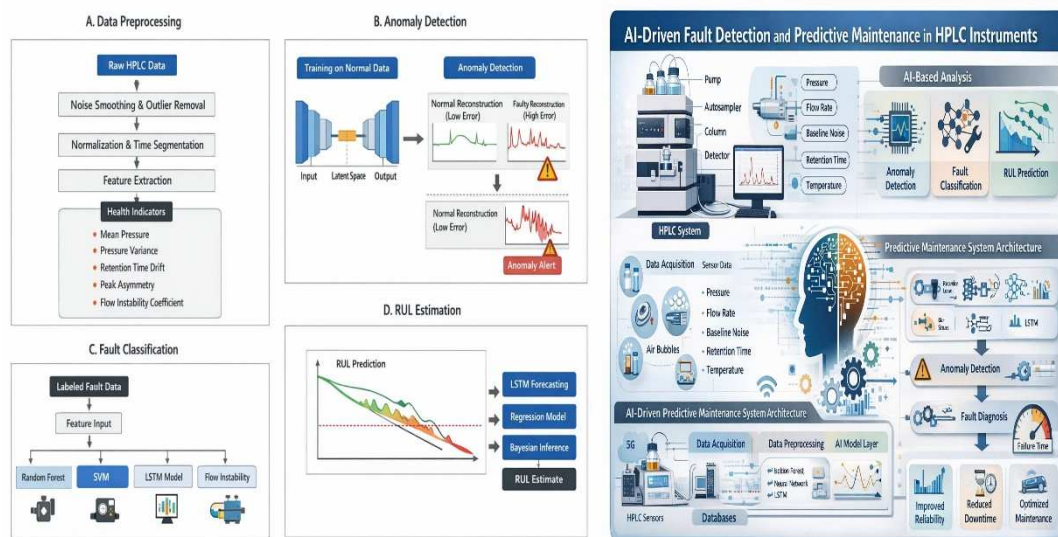 A. Data Preprocessing
Raw HPLC Data
Noise Smoothing & Outlier Removal
Normalization & Time Segmentation
Feature Extraction
Health Indicators
Mean Pressure
Pressure Variance
Retention Time Drift
Peak Asymmetry
Flow Instability Coefficient
B. Anomaly Detection
Training on Normal Data
Input
Latent Space
Output
Anomaly Detection
Normal Reconstruction
(Low Error)
Faulty Reconstruction
(High Error)
Normal Reconstruction
(Low Error)
Anomaly Alert
C. Fault Classification
Labeled Fault Data
Feature Input
Random Forest
SVM
LSTM Model
Flow Instability
D. RUL Estimation
RUL Prediction
LSTM Forecasting
Regression Model
Bayesian Inference
RUL Estimate
AI-Driven Fault Detection and Predictive Maintenance in HPLC Instruments
Pump
Autosampler
Column
Detector
Pressure
Flow Rate
Baseline Noise
Retention Time
Temperature
AI-Based Analysis
Anomaly
Detection
Fault
Classification
RUL Prediction
HPLC System
Data Acquisition
Sensor Data
Pressure
Flow Rate
Baseline Noise
Retention Time
Temperature
Air Bubbles
Predictive Maintenance System Architecture
LSTM
Anomaly Detection
Fault Diagnosis
Failure Time
Improved
Reliability
Reduced
Downtime
Optimized
Maintenance
AI-Driven Predictive Maintenance System Architecture
5G
HPLC Sensors
Data Acquisition
Databases
Data Preprocessing
Neural Network
LSTM
AI Model Layer